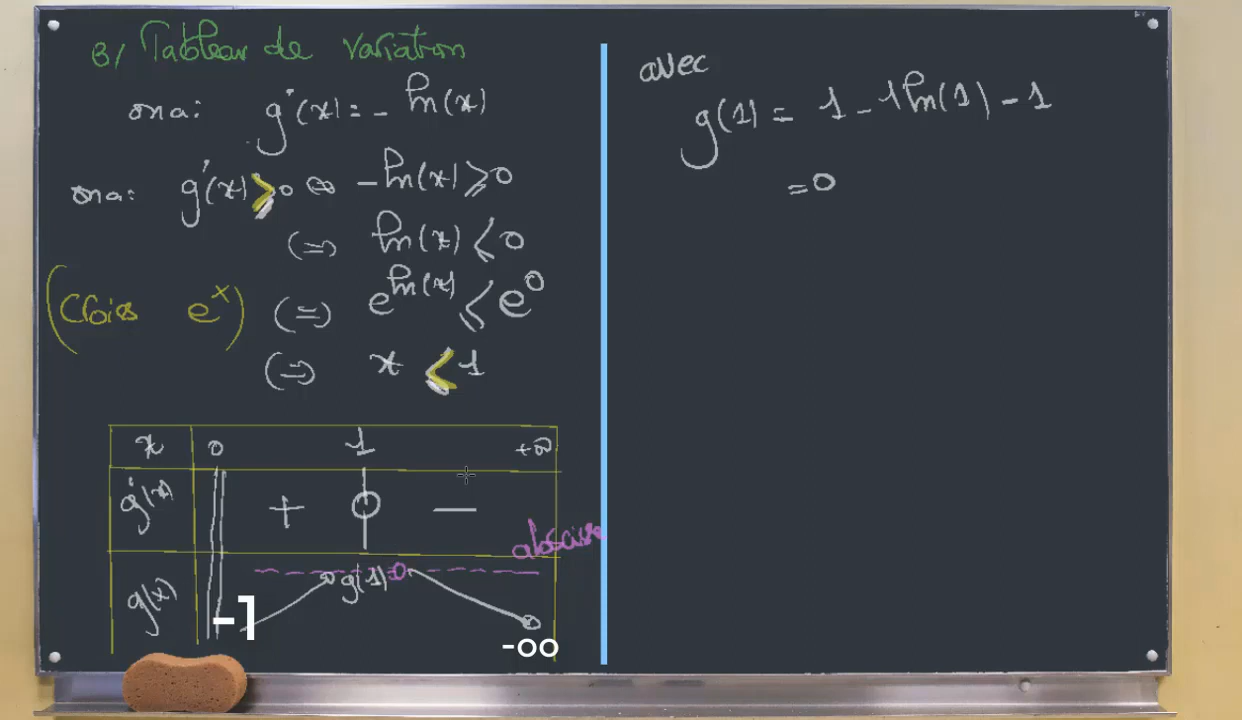 B/ Tableau de variation
on a: g'(x) = - ln(x)
on a: g'(x) ⩾ 0 ⇔ - ln(x) ⩾ 0
(=) ln(x) ⩽ 0
(Crois e^x) (=) e^ln(x) ⩽ e^0
(=) x ⩽ 1
x 0 1 +∞
g'(x) + 0 —
abscisse
g(x) -1 g(1)=0 -∞
avec
g(1) = 1 - 1ln(1) - 1
= 0